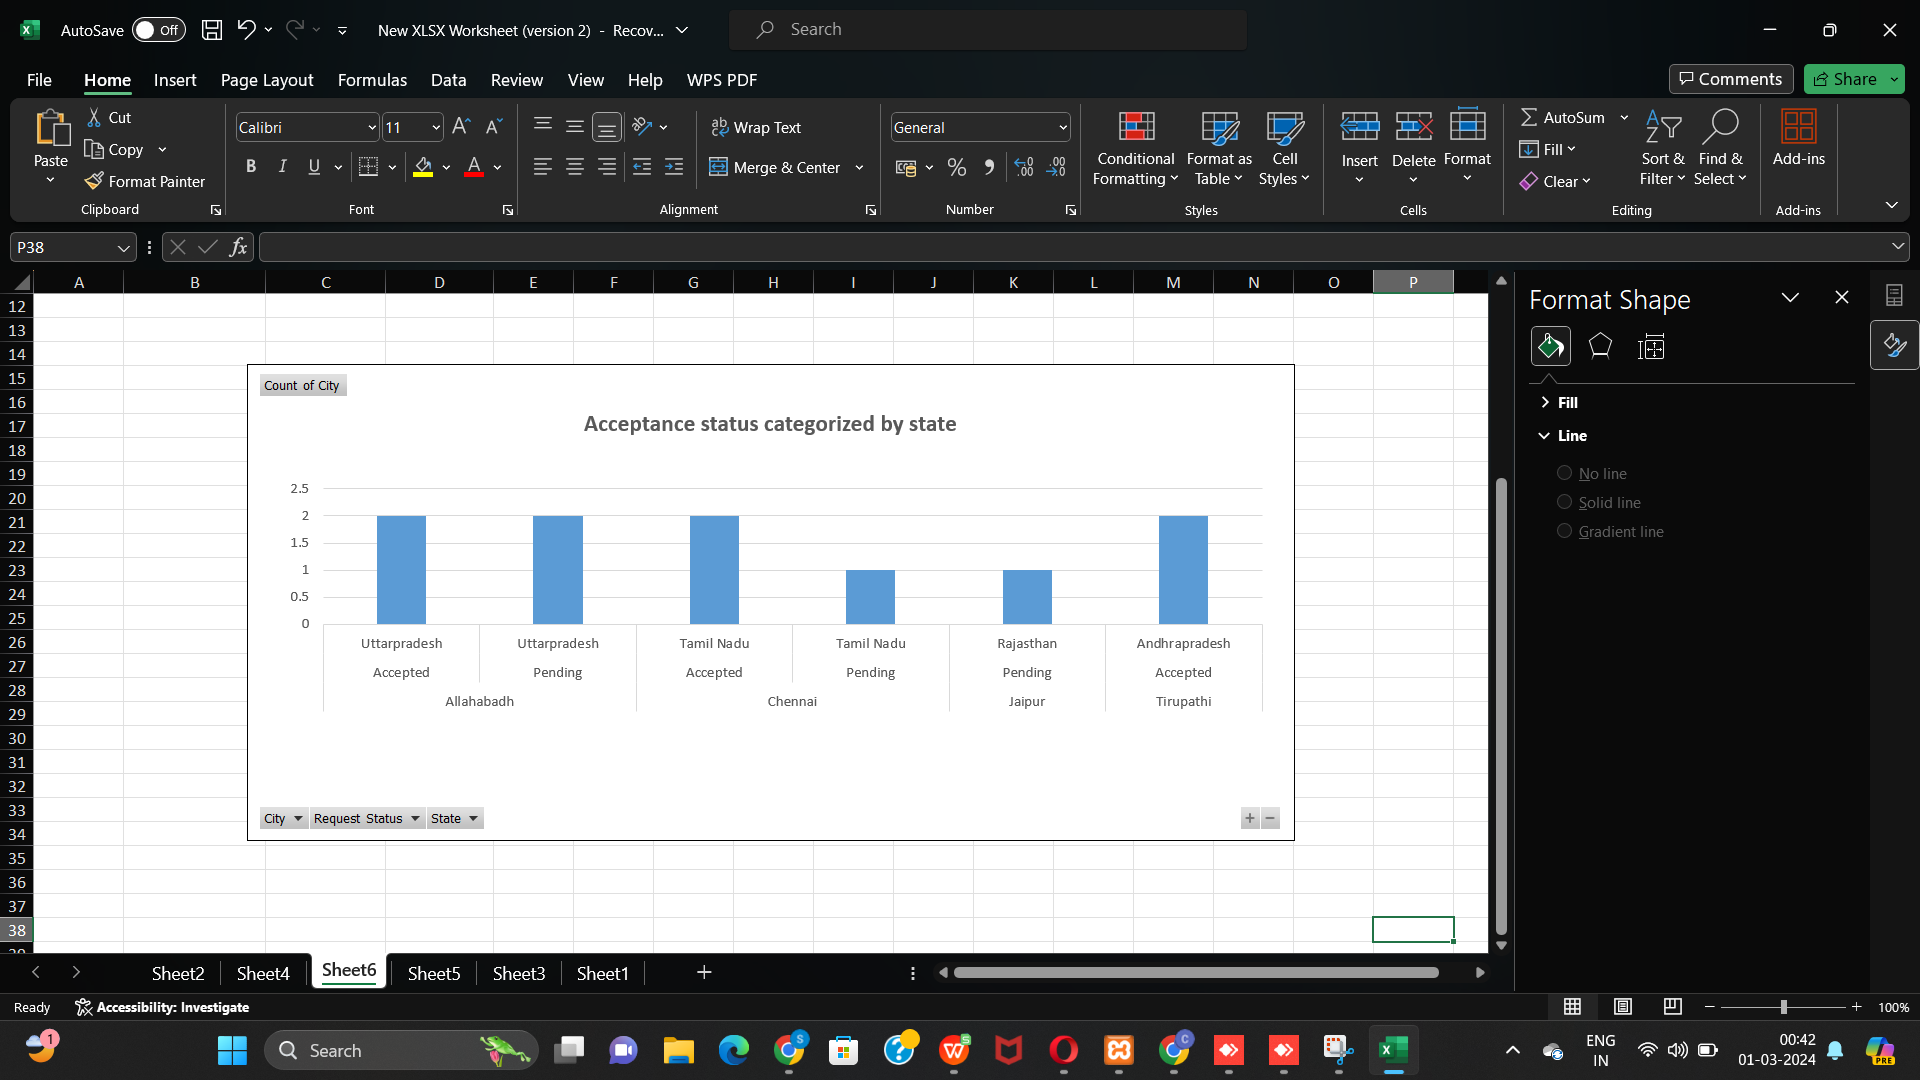 AutoSave Off New XLSX Worksheet (version 2) - Recov... Search
File Home Insert Page Layout Formulas Data Review View Help WPS PDF Comments Share
Paste Cut Copy Format Painter Clipboard
Calibri 11 B I U A Font
Wrap Text Merge & Center Alignment
General % Number
Conditional Formatting Format as Table Cell Styles Styles
Insert Delete Format Cells
AutoSum Fill Clear Sort & Filter Find & Select Editing
Add-ins Add-ins
P38 fx
A B C D E F G H I J K L M N O P
12
13
14
15
16
17
18
19
20
21
22
23
24
25
26
27
28
29
30
31
32
33
34
35
36
37
38
Count of City
Acceptance status categorized by state
2.5
2
1.5
1
0.5
0
Uttarpradesh Uttarpradesh Tamil Nadu Tamil Nadu Rajasthan Andhrapradesh
Accepted Pending Accepted Pending Pending Accepted
Allahabadh Chennai Jaipur Tirupathi
City Request Status State + −
Format Shape
Fill
Line
No line
Solid line
Gradient line
Sheet2 Sheet4 Sheet6 Sheet5 Sheet3 Sheet1 +
Ready Accessibility: Investigate − + 100%
1 Search ENG IN 00:42 01-03-2024 PRE